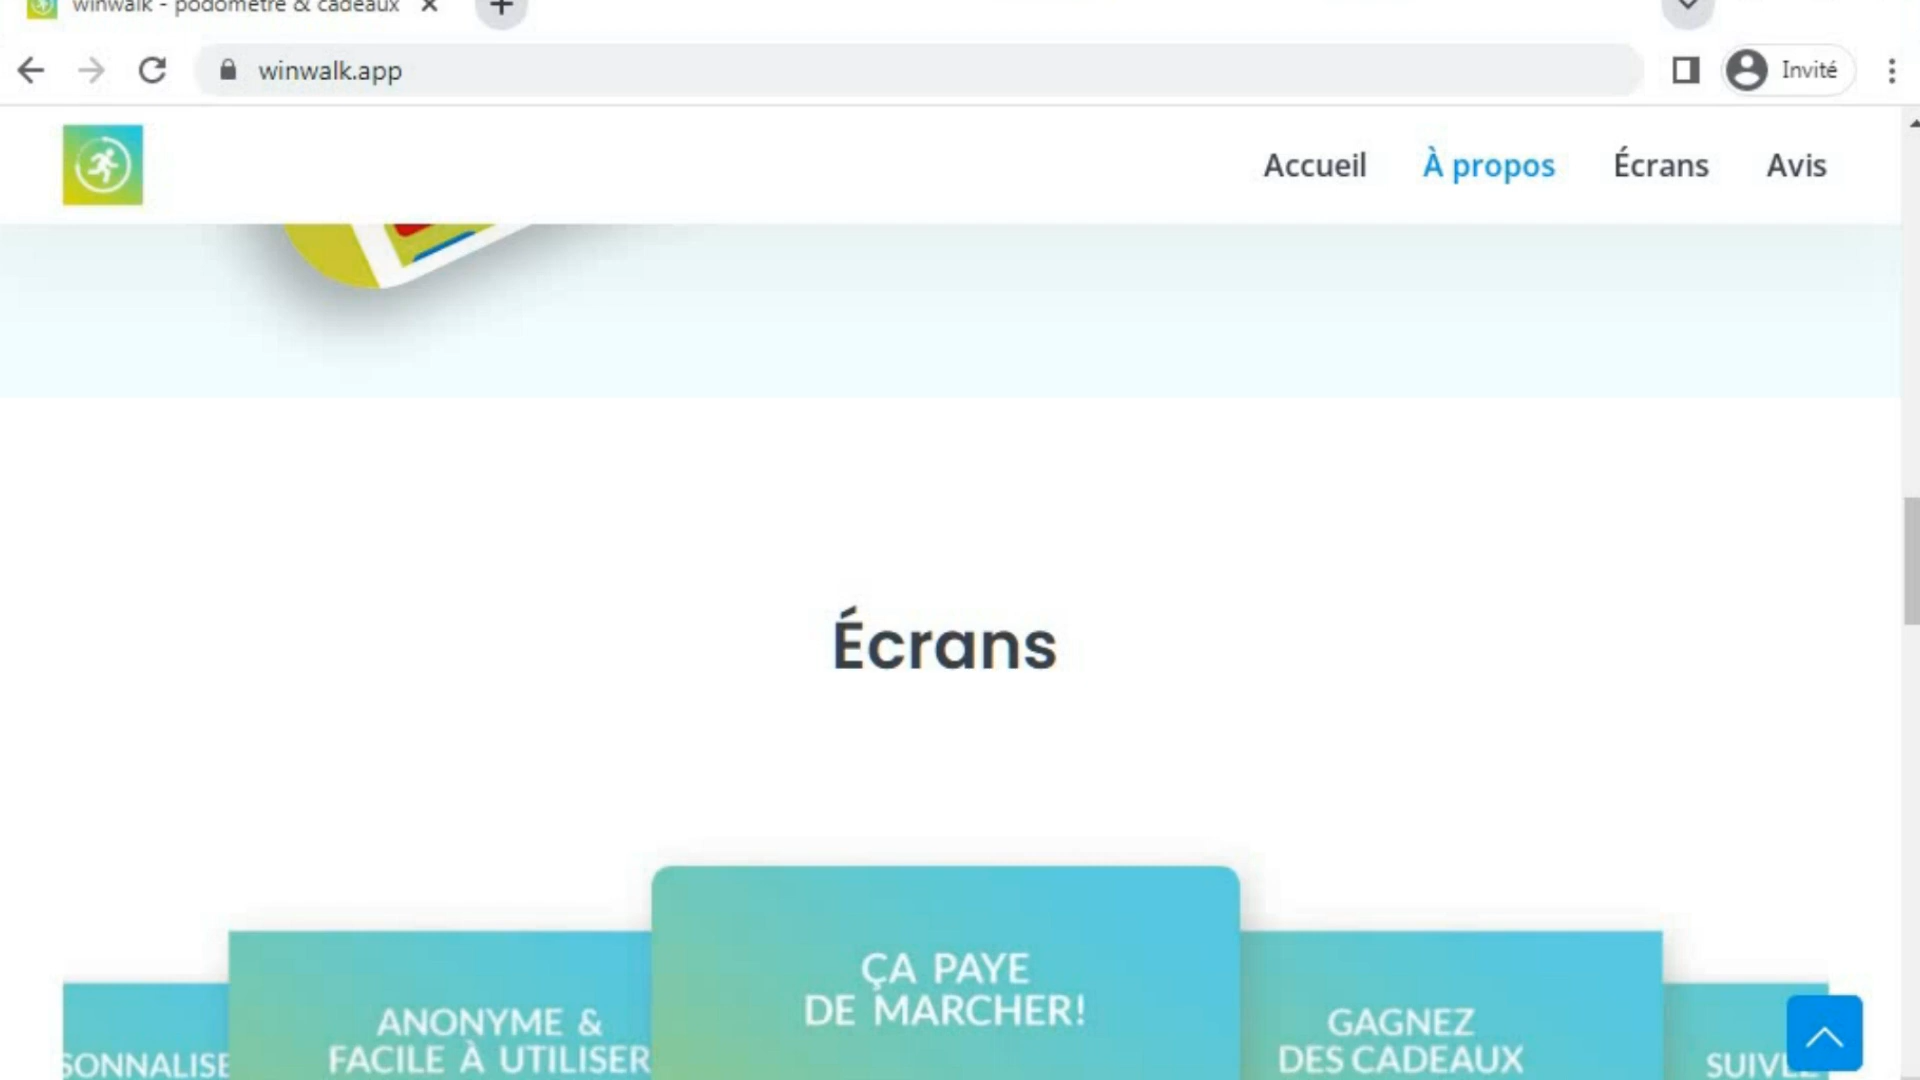 winwalk - podomètre & cadeaux
winwalk.app
Invité
Accueil
À propos
Écrans
Avis
Écrans
ÇA PAYE
DE MARCHER!
ANONYME &
FACILE À UTILISER
GAGNEZ
DES CADEAUX
SONNALISE